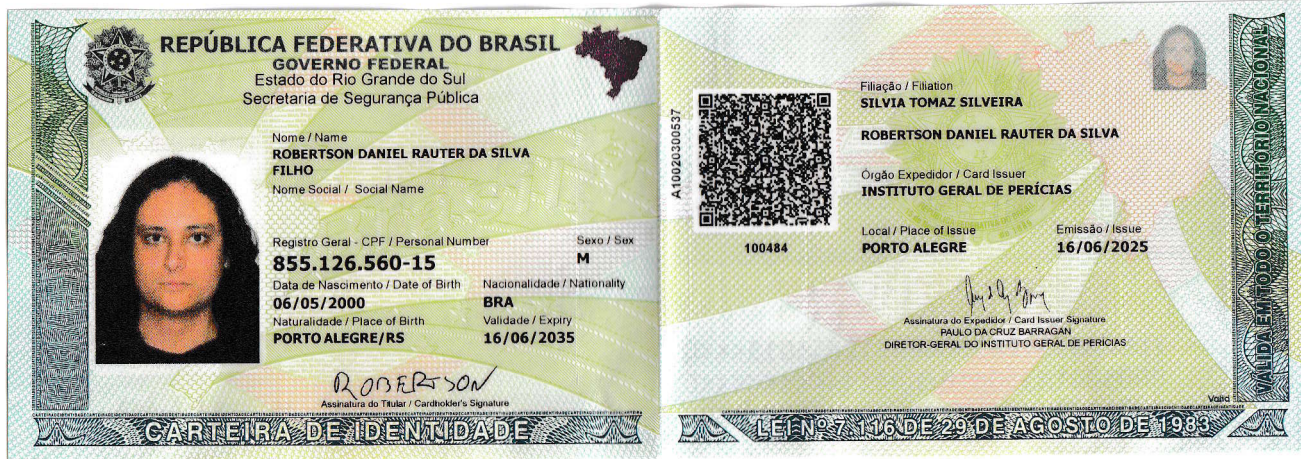 REPÚBLICA FEDERATIVA DO BRASIL
GOVERNO FEDERAL
Estado do Rio Grande do Sul
Secretaria de Segurança Pública
Nome / Name
ROBERTSON DANIEL RAUTER DA SILVA
FILHO
Nome Social / Social Name
Registro Geral - CPF / Personal Number
Sexo / Sex
855.126.560-15
M
Data de Nascimento / Date of Birth
Nacionalidade / Nationality
06/05/2000
BRA
Naturalidade / Place of Birth
Validade / Expiry
PORTO ALEGRE/RS
16/06/2035
ROBERTSON
Assinatura do Titular / Cardholder's Signature
CARTEIRA DE IDENTIDADE
A10020300537
100484
Filiação / Filiation
SILVIA TOMAZ SILVEIRA
ROBERTSON DANIEL RAUTER DA SILVA
Órgão Expedidor / Card Issuer
INSTITUTO GERAL DE PERÍCIAS
Local / Place of Issue
Emissão / Issue
PORTO ALEGRE
16/06/2025
Assinatura do Expedidor / Card Issuer Signature
PAULO DA CRUZ BARRAGAN
DIRETOR-GERAL DO INSTITUTO GERAL DE PERICIAS
Valid
LEI Nº 7.116 DE 29 DE AGOSTO DE 1983
VÁLIDA EM TODO O TERRITÓRIO NACIONAL